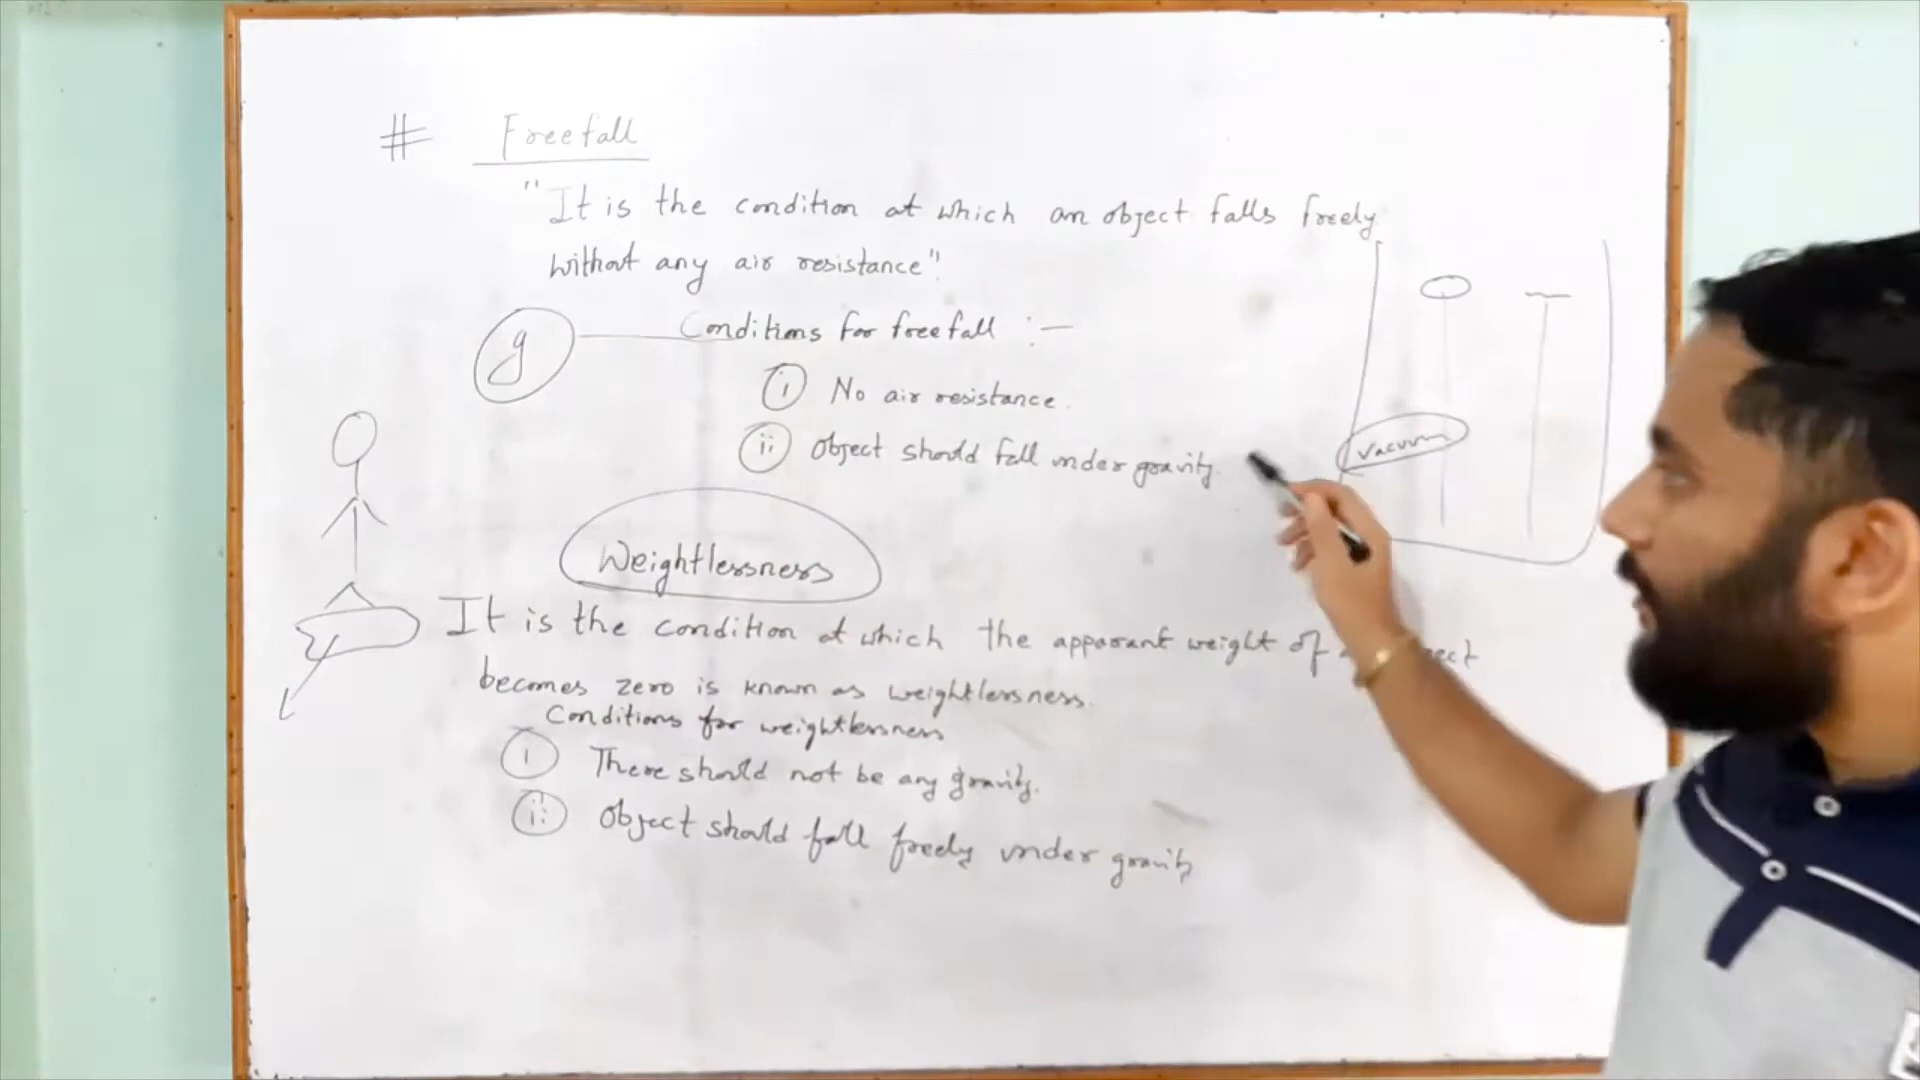 # Freefall
"It is the condition at which an object falls freely
without any air resistance"
g Conditions for freefall :-
i No air resistance.
ii object should fall under gravity.
vacuum
Weightlessness
It is the condition at which the apparant weight of
becomes zero is known as weightlessness.
Conditions for weightlessness
i There should not be any gravity.
ii object should fall freely under gravity